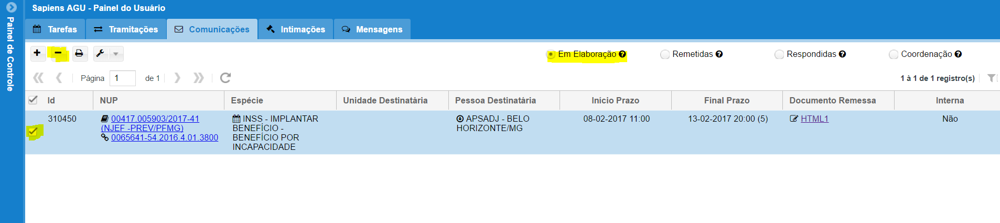 Sapiens AGU - Painel do Usuário
Painel de Controle
Tarefas Tramitações Comunicações Intimações Mensagens
Em Elaboração Remetidas Respondidas Coordenação
Página 1 de 1 1 à 1 de 1 registro(s)
Id NUP Espécie Unidade Destinatária Pessoa Destinatária Início Prazo Final Prazo Documento Remessa Interna
310450 00417.005903/2017-41 INSS - IMPLANTAR APSADJ - BELO 08-02-2017 11:00 13-02-2017 20:00 (5) HTML1 Não
(NJEF -PREV/PFMG) BENEFÍCIO - HORIZONTE/MG
0065641-54.2016.4.01.3800 BENEFÍCIO POR
INCAPACIDADE